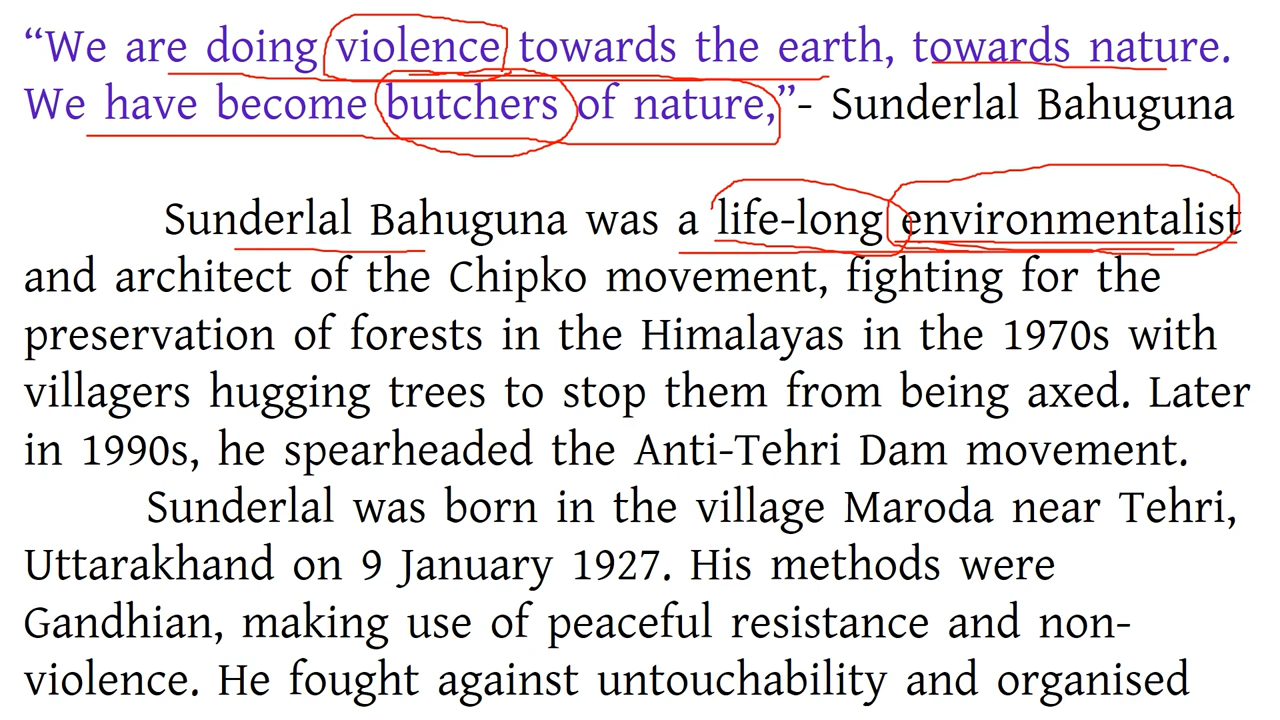 “We are doing violence towards the earth, towards nature.
We have become butchers of nature,”- Sunderlal Bahuguna
Sunderlal Bahuguna was a life-long environmentalist
and architect of the Chipko movement, fighting for the
preservation of forests in the Himalayas in the 1970s with
villagers hugging trees to stop them from being axed. Later
in 1990s, he spearheaded the Anti-Tehri Dam movement.
Sunderlal was born in the village Maroda near Tehri,
Uttarakhand on 9 January 1927. His methods were
Gandhian, making use of peaceful resistance and non-
violence. He fought against untouchability and organised